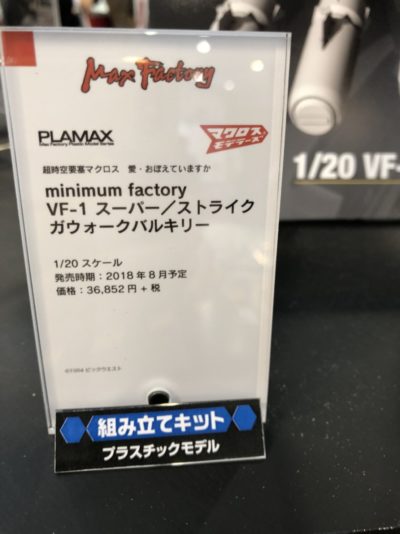 Max Factory
PLAMAX
Max Factory Plastic Model Series
マクロス
モデラーズ
超時空要塞マクロス 愛・おぼえていますか
minimum factory
VF-1 スーパー／ストライク
ガウォークバルキリー
1/20 スケール
発売時期：2018 年 8 月予定
価格：36,852 円 + 税
©1984 ビックウエスト
組み立てキット
プラスチックモデル
1/20 VF-